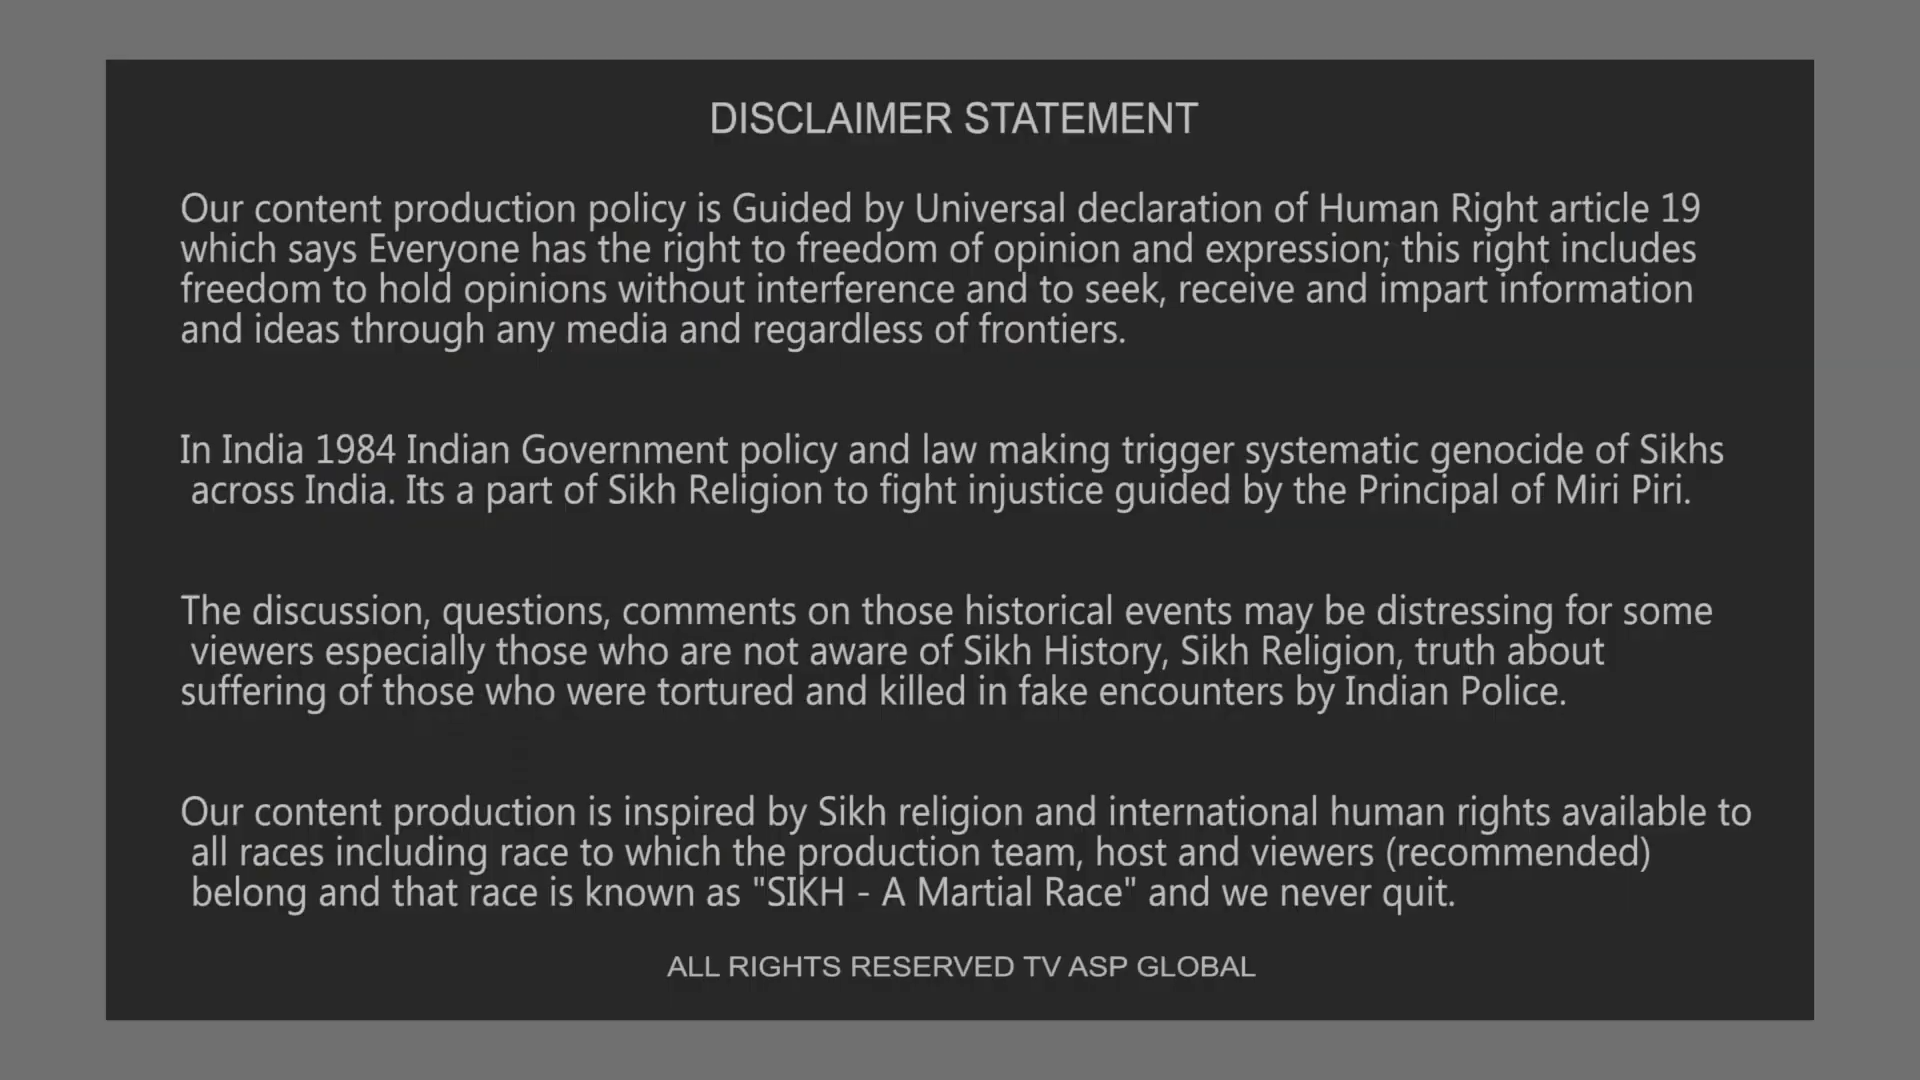 DISCLAIMER STATEMENT
Our content production policy is Guided by Universal declaration of Human Right article 19
which says Everyone has the right to freedom of opinion and expression; this right includes
freedom to hold opinions without interference and to seek, receive and impart information
and ideas through any media and regardless of frontiers.
In India 1984 Indian Government policy and law making trigger systematic genocide of Sikhs
across India. Its a part of Sikh Religion to fight injustice guided by the Principal of Miri Piri.
The discussion, questions, comments on those historical events may be distressing for some
viewers especially those who are not aware of Sikh History, Sikh Religion, truth about
suffering of those who were tortured and killed in fake encounters by Indian Police.
Our content production is inspired by Sikh religion and international human rights available to
all races including race to which the production team, host and viewers (recommended)
belong and that race is known as "SIKH - A Martial Race" and we never quit.
ALL RIGHTS RESERVED TV ASP GLOBAL